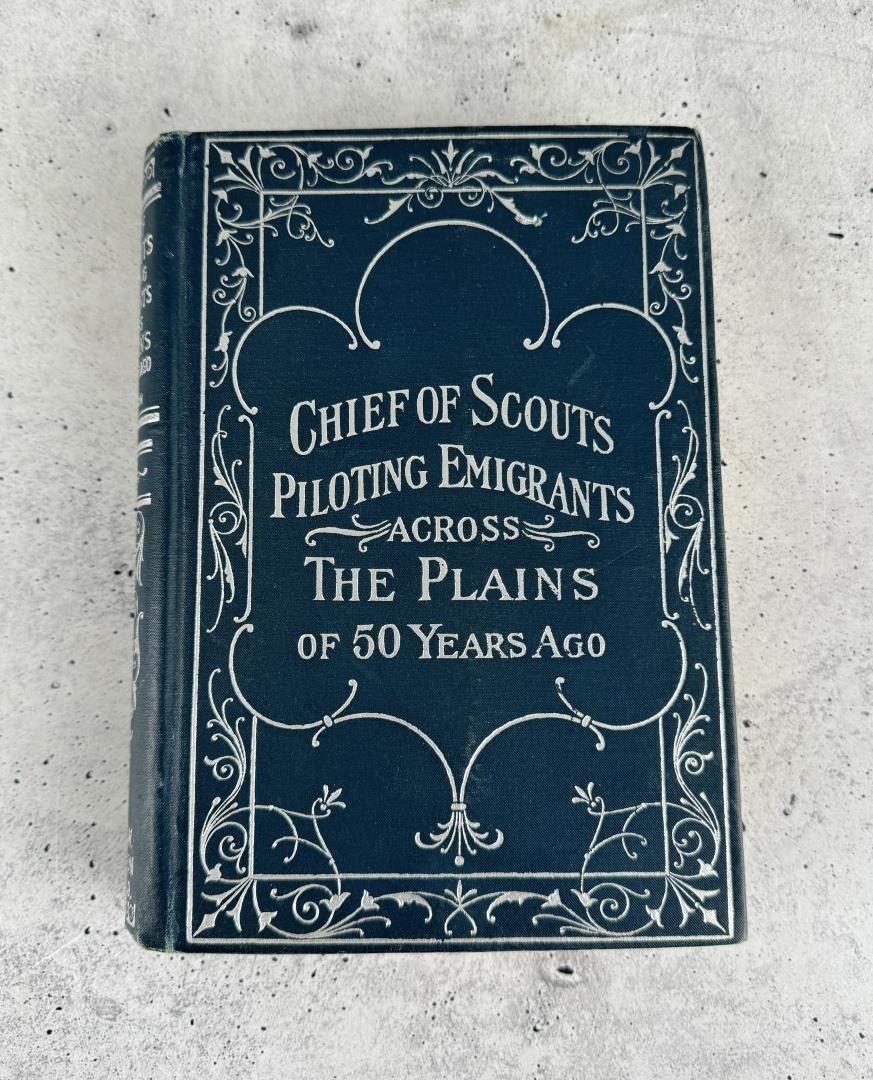 CHIEF OF SCOUTS
PILOTING EMIGRANTS
ACROSS
THE PLAINS
OF 50 YEARS AGO